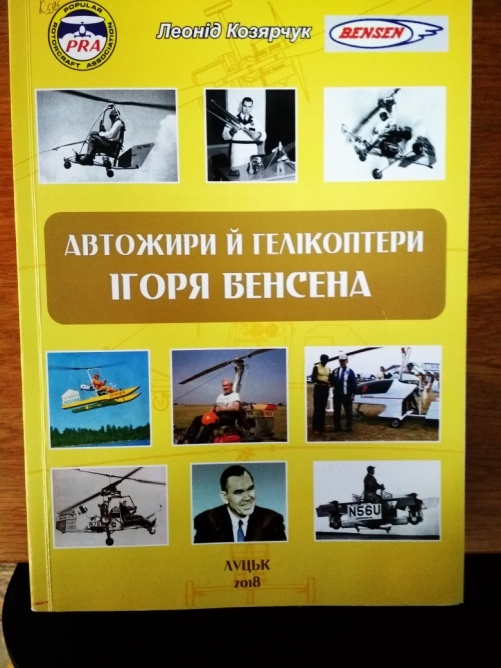 POPULAR ROTORCRAFT ASSOCIATION
PRA
Леонід Козярчук
BENSEN
АВТОЖИРИ Й ГЕЛІКОПТЕРИ
ІГОРЯ БЕНСЕНА
N56U
ЛУЦЬК
2018